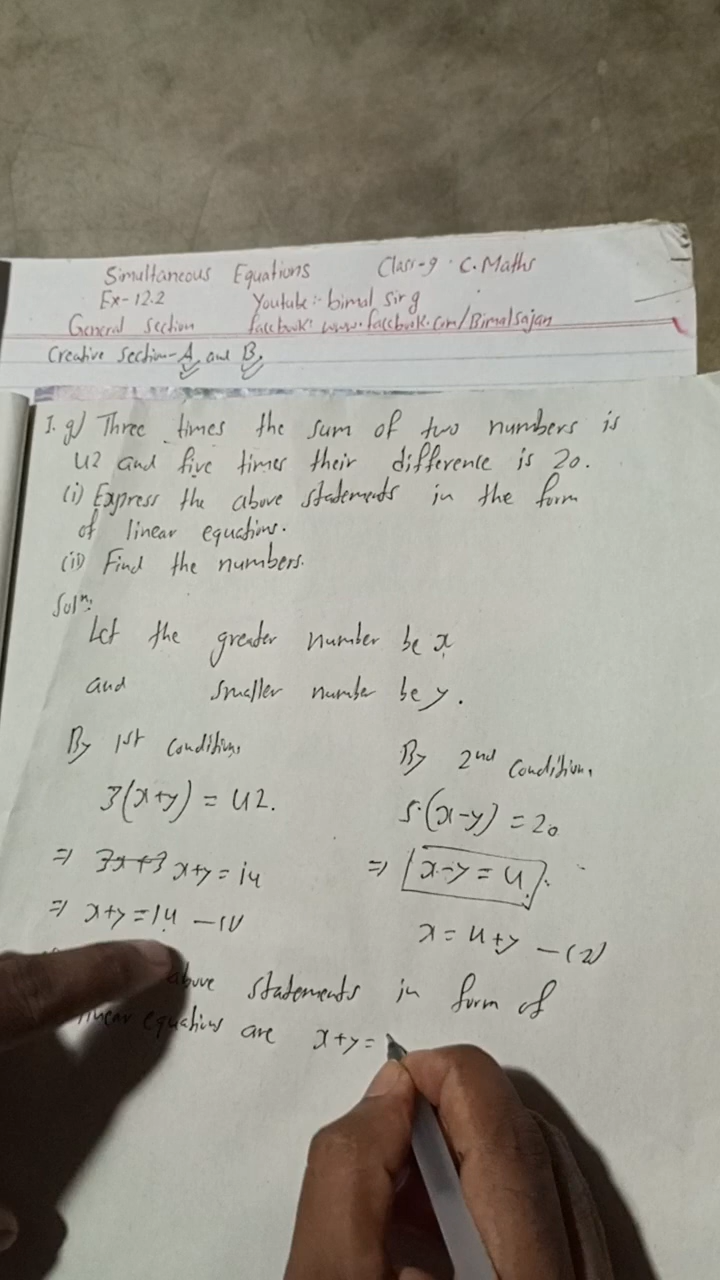 Simultaneous Equations Class-9 C.Maths
Ex-12.2 Youtube:- bimal sir g
General section facebook: www.facebook.com/Bimalsajan
Creative section-A and B,
1. g) Three times the sum of two numbers is
42 and five times their difference is 20.
(i) Express the above statements in the form
of linear equations.
(ii) Find the numbers.
Solⁿ:
Let the greater number be x
and smaller number be y.
By 1st condition,
3(x+y) = 42.
⇒ 3x+3 x+y = 14
⇒ x+y = 14 -(1)
By 2nd condition,
5(x-y) = 20
⇒ x-y = 4.
x = 4+y -(2)
above statements in form of
linear equations are x+y =